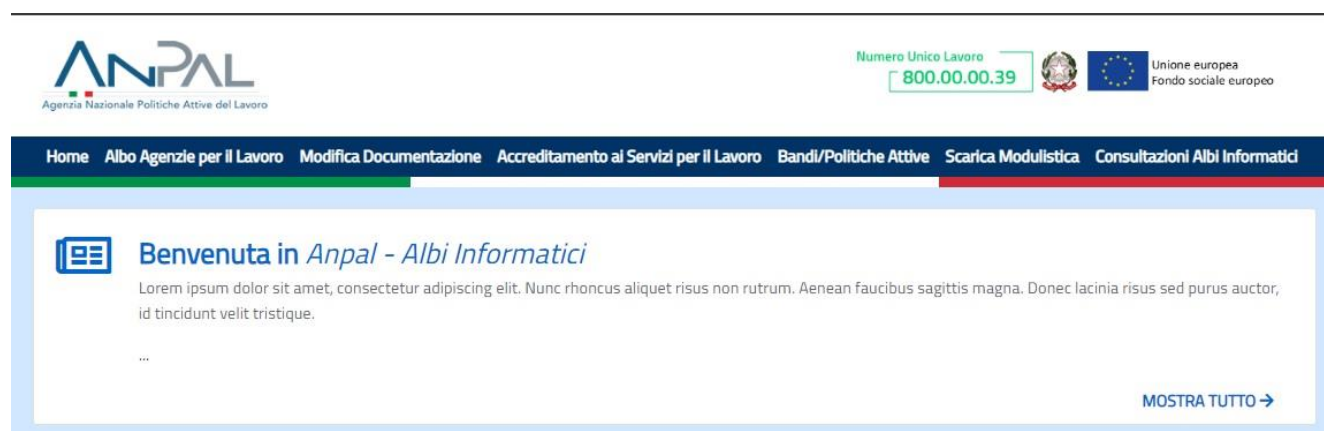 ANPAL
Agenzia Nazionale Politiche Attive del Lavoro
Numero Unico Lavoro
800.00.00.39
Unione europea
Fondo sociale europeo
Home Albo Agenzie per il Lavoro Modifica Documentazione Accreditamento ai Servizi per il Lavoro Bandi/Politiche Attive Scarica Modulistica Consultazioni Albi Informatici
Benvenuta in Anpal - Albi Informatici
Lorem ipsum dolor sit amet, consectetur adipiscing elit. Nunc rhoncus aliquet risus non rutrum. Aenean faucibus sagittis magna. Donec lacinia risus sed purus auctor,
id tincidunt velit tristique.
...
MOSTRA TUTTO →